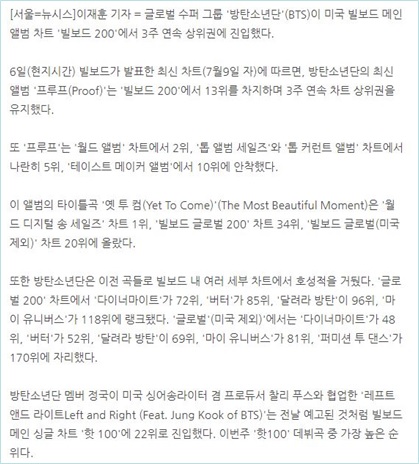 [서울=뉴시스]이재훈 기자 = 글로벌 수퍼 그룹 '방탄소년단'(BTS)이 미국 빌보드 메인
앨범 차트 '빌보드 200'에서 3주 연속 상위권에 진입했다.
6일(현지시간) 빌보드가 발표한 최신 차트(7월9일 자)에 따르면, 방탄소년단의 최신
앨범 '프루프(Proof)'는 '빌보드 200'에서 13위를 차지하며 3주 연속 차트 상위권을
유지했다.
또 '프루프'는 '월드 앨범' 차트에서 2위, '톱 앨범 세일즈'와 '톱 커런트 앨범' 차트에서
나란히 5위, '테이스트 메이커 앨범'에서 10위에 안착했다.
이 앨범의 타이틀곡 '옛 투 컴(Yet To Come)'(The Most Beautiful Moment)은 '월
드 디지털 송 세일즈' 차트 1위, '빌보드 글로벌 200' 차트 34위, '빌보드 글로벌(미국
제외)' 차트 20위에 올랐다.
또한 방탄소년단은 이전 곡들로 빌보드 내 여러 세부 차트에서 호성적을 거뒀다. '글로
벌 200' 차트에서 '다이너마이트'가 72위, '버터'가 85위, '달려라 방탄'이 96위, '마
이 유니버스'가 118위에 랭크됐다. '글로벌'(미국 제외)'에서는 '다이너마이트'가 48
위, '버터'가 52위, '달려라 방탄'이 69위, '마이 유니버스'가 81위, '퍼미션 투 댄스'가
170위에 자리했다.
방탄소년단 멤버 정국이 미국 싱어송라이터 겸 프로듀서 찰리 푸스와 협업한 '레프트
앤드 라이트Left and Right (Feat. Jung Kook of BTS)'는 전날 예고된 것처럼 빌보드
메인 싱글 차트 '핫 100'에 22위로 진입했다. 이번주 '핫100' 데뷔곡 중 가장 높은 순
위다.